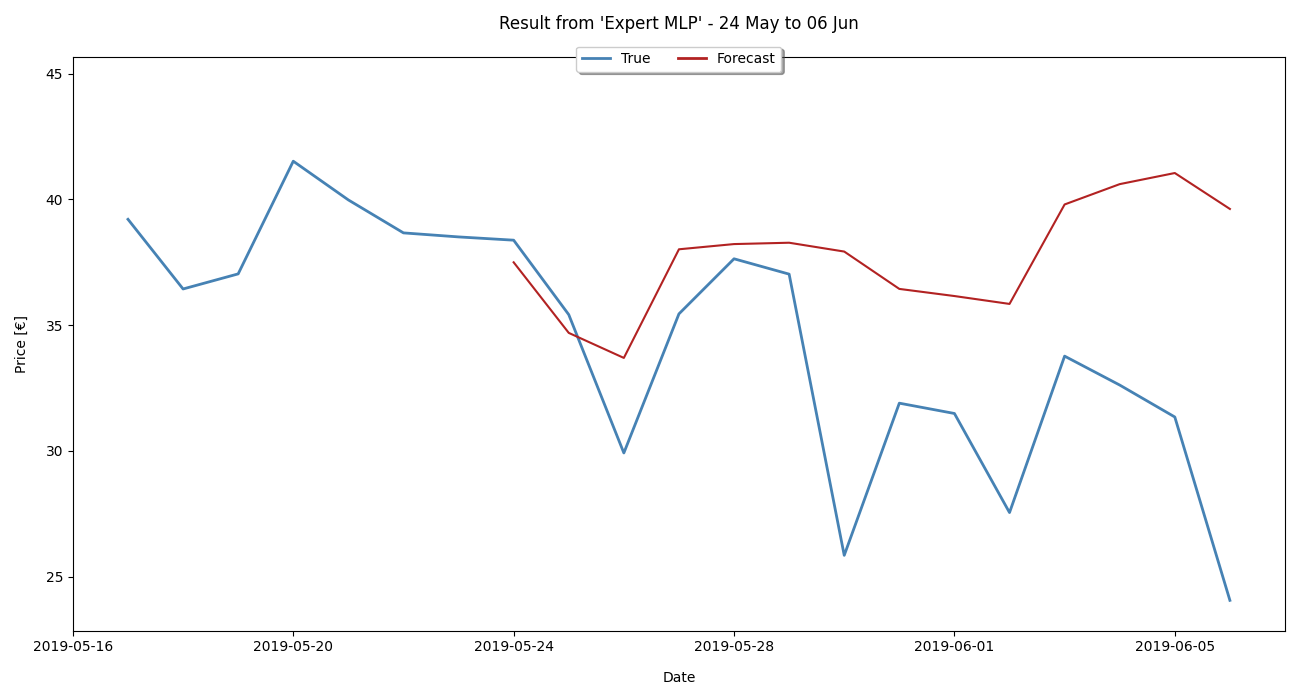 Result from 'Expert MLP' - 24 May to 06 Jun
True Forecast
45
40
35
30
25
Price [€]
2019-05-16 2019-05-20 2019-05-24 2019-05-28 2019-06-01 2019-06-05
Date